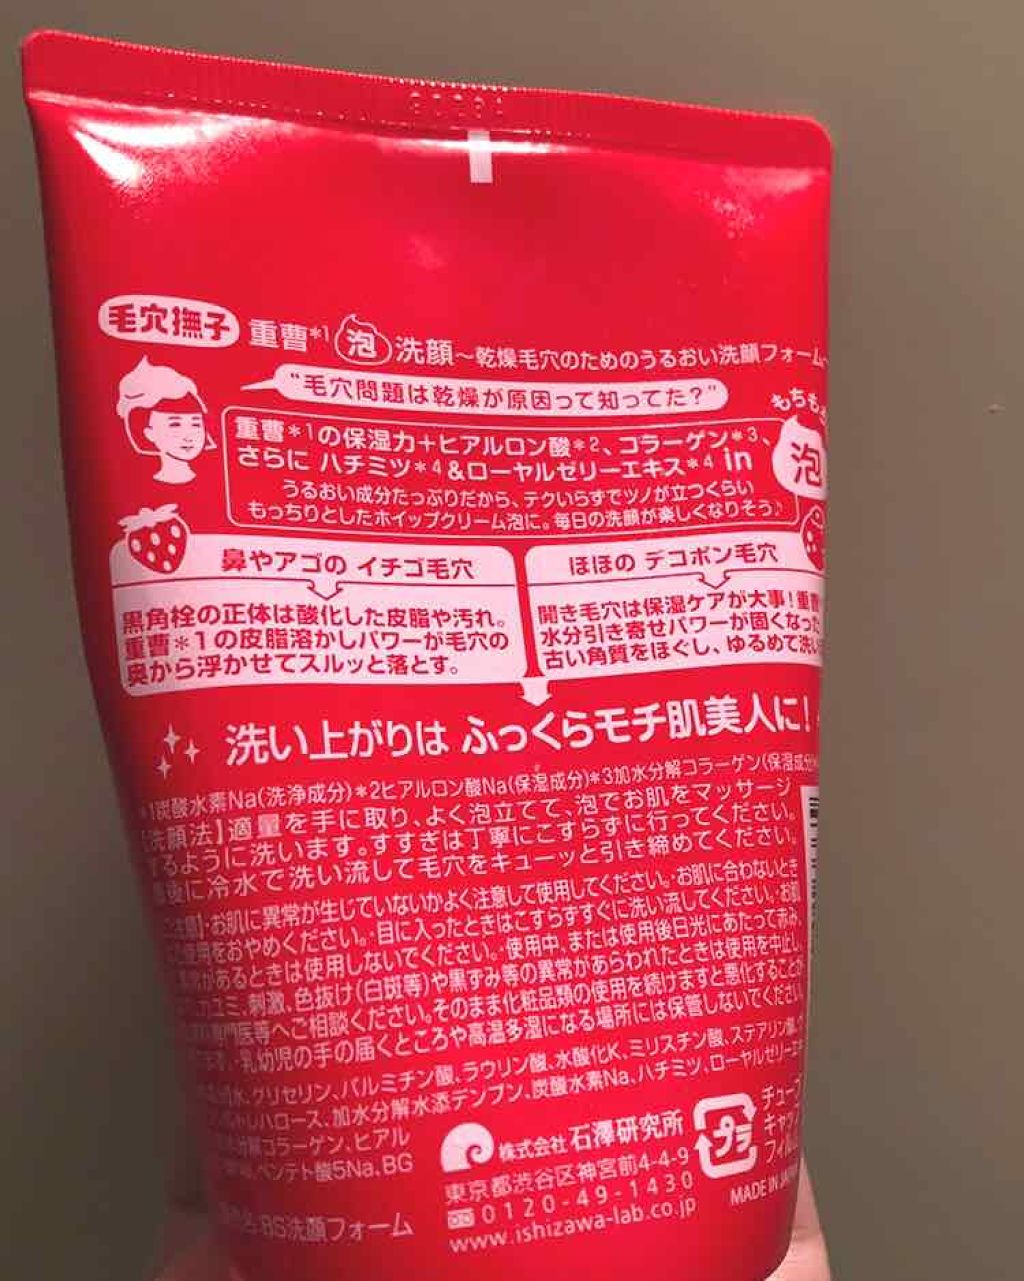 毛穴撫子 重曹*1 泡 洗顔～乾燥毛穴のためのうるおい洗顔フォーム～
"毛穴問題は乾燥が原因って知ってた?"
もちも
泡
重曹*1の保湿力+ヒアルロン酸*2、コラーゲン*3、
さらに ハチミツ*4&ローヤルゼリーエキス*4 in
うるおい成分たっぷりだから、テクいらずでツノが立つくらい
もっちりとしたホイップクリーム泡に。毎日の洗顔が楽しくなりそう♪
鼻やアゴの イチゴ毛穴
黒角栓の正体は酸化した皮脂や汚れ。
重曹*1の皮脂溶かしパワーが毛穴の
奥から浮かせてスルッと落とす。
ほほの デコポン毛穴
開き毛穴は保湿ケアが大事!重曹
水分引き寄せパワーが固くなった
古い角質をほぐし、ゆるめて洗い
洗い上がりは ふっくらモチ肌美人に!
*1炭酸水素Na(洗浄成分)*2ヒアルロン酸Na(保湿成分)*3加水分解コラーゲン(保湿成分)
【洗顔法】適量を手に取り、よく泡立てて、泡でお肌をマッサージ
するように洗います。すすぎは丁寧にこすらずに行ってください。
最後に冷水で洗い流して毛穴をキューッと引き締めてください。
・お肌に異常が生じていないかよく注意して使用してください。・お肌に合わないとき
使用をおやめください。・目に入ったときはこすらずすぐに洗い流してください。・お肌
異常があるときは使用しないでください。・使用中、または使用後日光にあたって赤み、
カユミ、刺激、色抜け(白斑等)や黒ずみ等の異常があらわれたときは使用を中止し、
専門医等へご相談ください。そのまま化粧品類の使用を続けますと悪化することが
・乳幼児の手の届くところや高温多湿になる場所には保管しないでください。
水、グリセリン、パルミチン酸、ラウリン酸、水酸化K、ミリスチン酸、ステアリン酸、
ハロース、加水分解水添デンプン、炭酸水素Na、ハチミツ、ローヤルゼリーエキ
分解コラーゲン、ヒアル
ペンテト酸5Na、BG
BS洗顔フォーム
株式会社 石澤研究所
東京都渋谷区神宮前4-4-9
0120-49-1430
www.ishizawa-lab.co.jp
プラ
チューブ
キャップ
フィル
MADE IN JAPAN